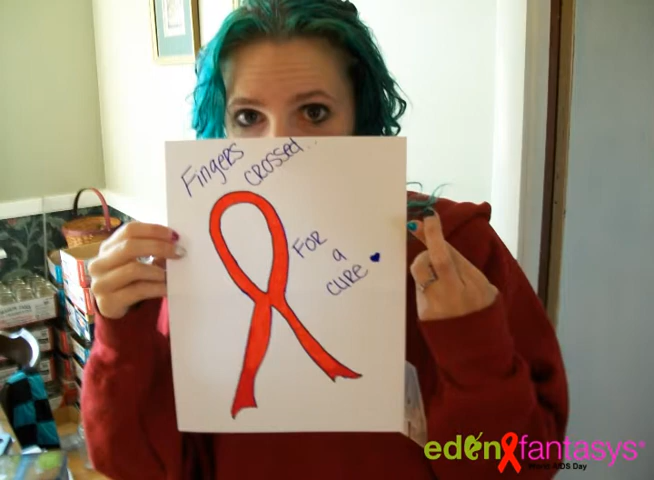 Fingers
crossed...
For
a
cure
edenfantasys
World AIDS Day